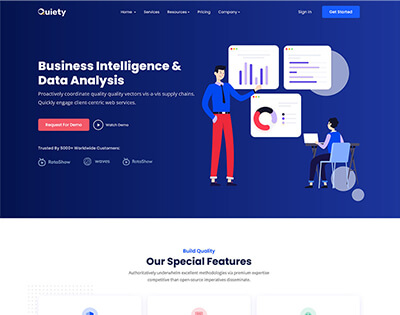 Quiety
Home
Services
Resources
Pricing
Company
Sign In
Get Started
Business Intelligence &
Data Analysis
Proactively coordinate quality quality vectors vis-a-vis supply chains.
Quickly engage client-centric web services.
Request For Demo
Watch Demo
Trusted By 5000+ Worldwide Customers:
RotaShow
WAVES
RotaShow
Build Quality
Our Special Features
Authoritatively underwhelm excellent methodologies via premium expertise
competitive than open-source imperatives disseminate.